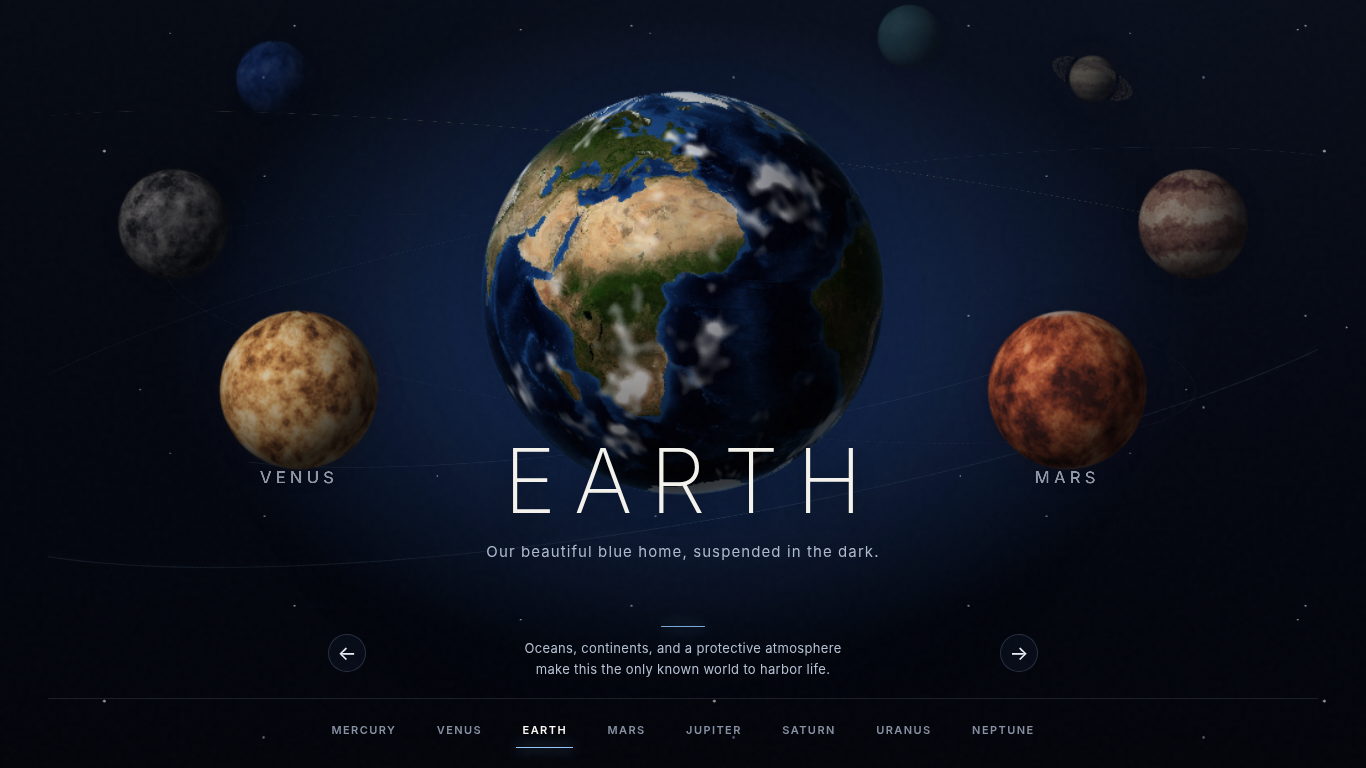 VENUS
EARTH
MARS
Our beautiful blue home, suspended in the dark.
Oceans, continents, and a protective atmosphere
make this the only known world to harbor life.
MERCURY VENUS EARTH MARS JUPITER SATURN URANUS NEPTUNE